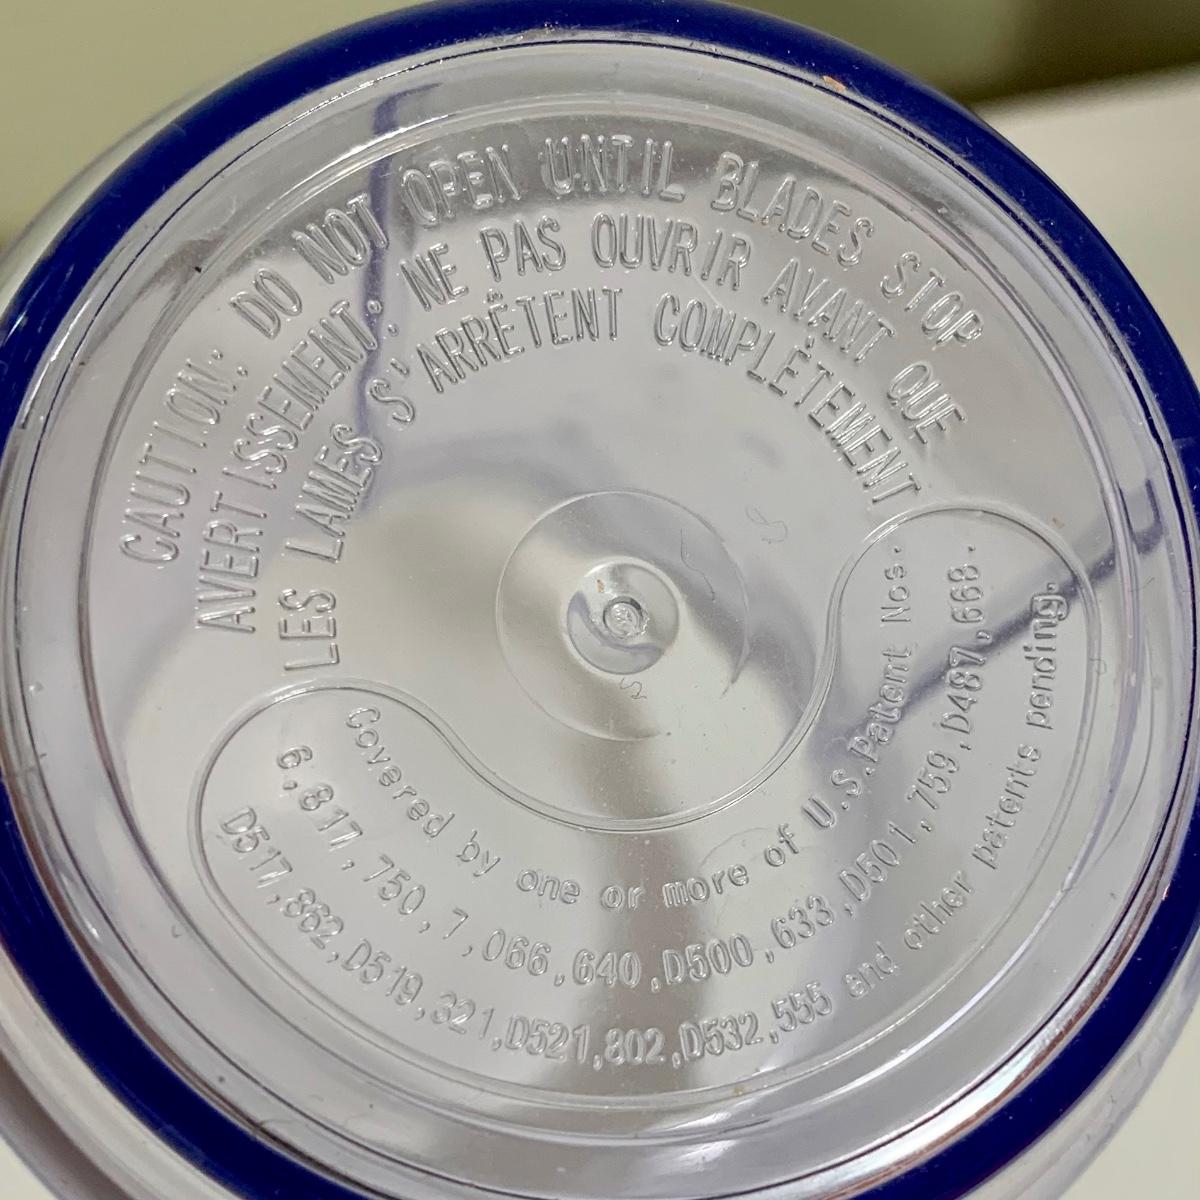 CAUTION: DO NOT OPEN UNTIL BLADES STOP
AVERTISSEMENT: NE PAS OUVRIR AVANT QUE
LES LAMES S'ARRÊTENT COMPLÈTEMENT
Covered by one or more of U.S.Patent Nos.
6,817,750,7,066,640,D500,633,D501,759,D487,668.
D517,862,D519,321,D521,802,D532,555 and other patents pending.